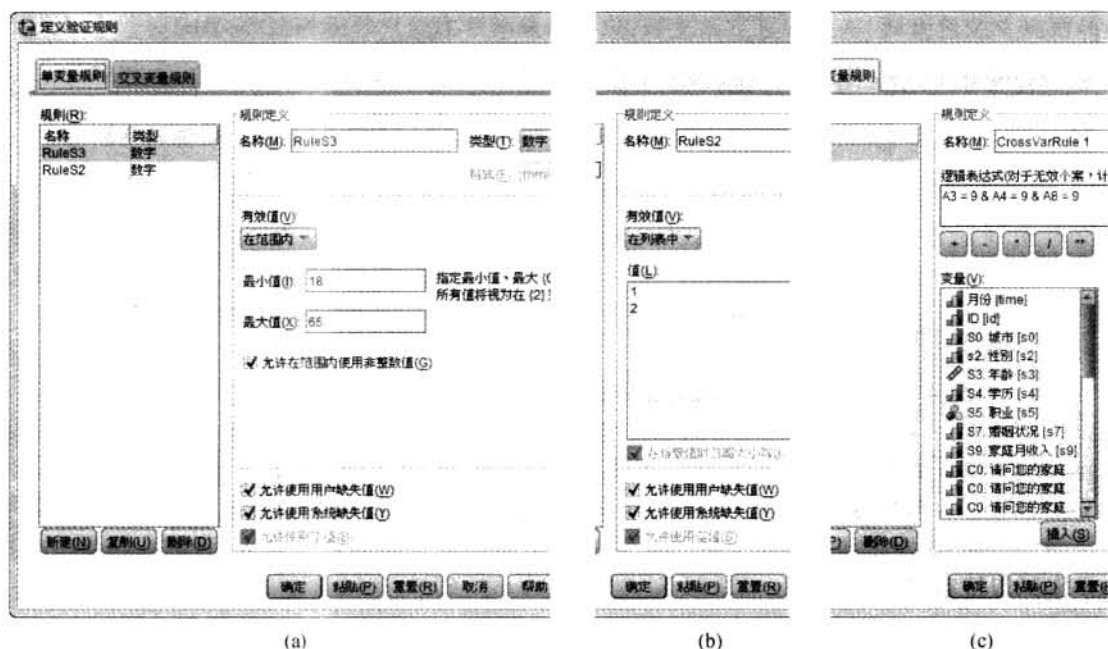 定义验证规则
单变量规则 交叉变量规则
规则(R):
名称 类型
RuleS3 数字
RuleS2 数字
规则定义
名称(M): RuleS3 类型(T): 数字
有效值(V):
在范围内
最小值(I): 18
指定最小值、最大
所有值将视为在 {2}
最大值(X): 65
允许在范围内使用非整数值(G)
允许使用用户缺失值(W)
允许使用系统缺失值(Y)
新建(N) 复制(U) 删除(D)
确定 粘贴(P) 重置(R) 取消 帮助
(a)
规则定义
名称(M): RuleS2
有效值(V):
在列表中
值(L):
1
2
允许使用用户缺失值(W)
允许使用系统缺失值(Y)
确定 粘贴(P) 重置(R)
(b)
变量规则
规则定义
名称(M): CrossVarRule 1
逻辑表达式(对于无效个案，计
A3 = 9 & A4 = 9 & A8 = 9
+ - * / **
变量(V):
月份 [time]
ID [id]
S0. 城市 [s0]
s2. 性别 [s2]
S3. 年龄 [s3]
S4. 学历 [s4]
S5. 职业 [s5]
S7. 婚姻状况 [s7]
S9. 家庭月收入 [s9]
C0. 请问您的家庭
C0. 请问您的家庭
C0. 请问您的家庭
删除(D)
插入(S)
确定 粘贴(P) 重置(R
(c)